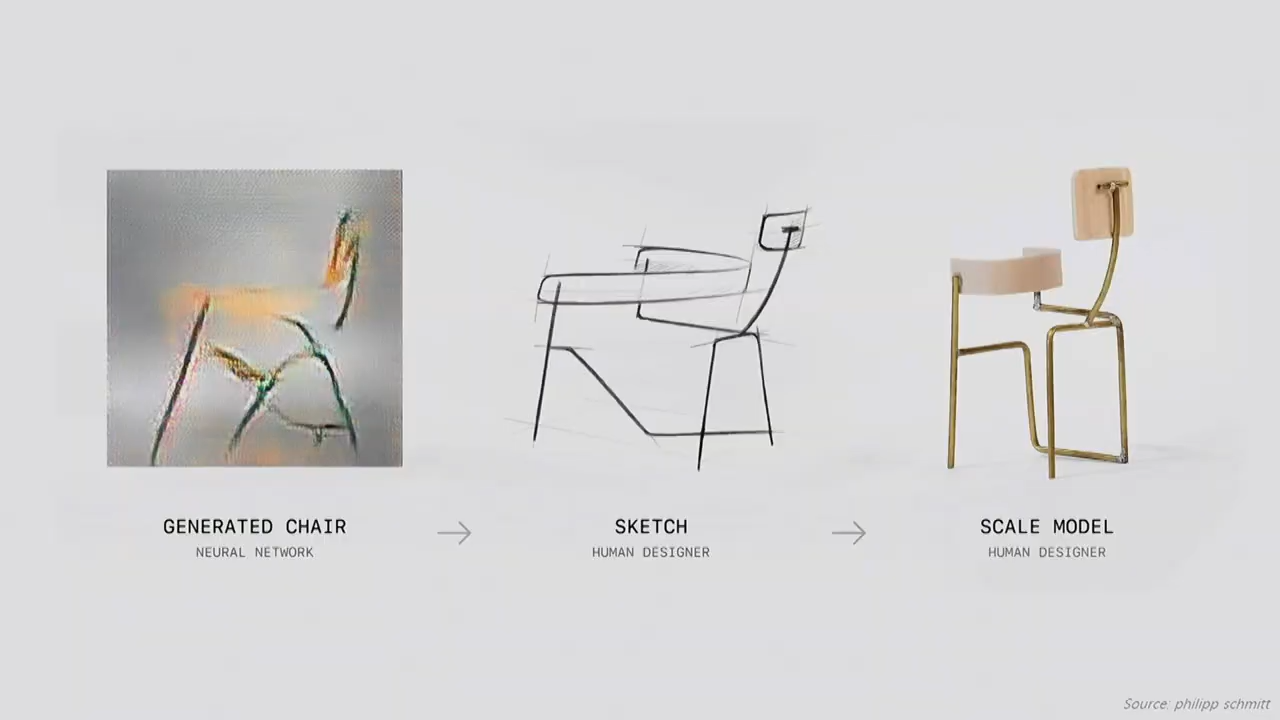 GENERATED CHAIR
NEURAL NETWORK
SKETCH
HUMAN DESIGNER
SCALE MODEL
HUMAN DESIGNER
Source: philipp schmitt